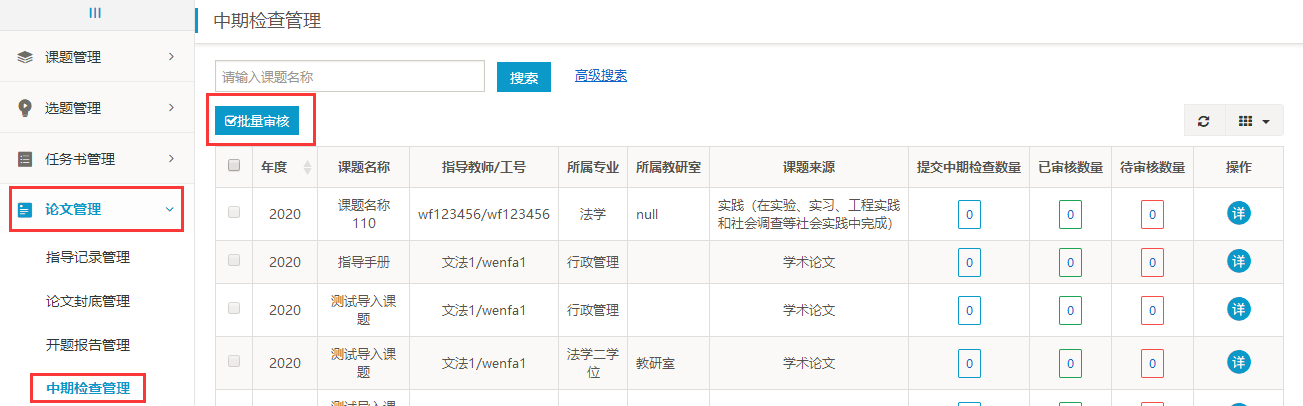 中期检查管理
课题管理
选题管理
任务书管理
论文管理
指导记录管理
论文封底管理
开题报告管理
中期检查管理
请输入课题名称
搜索
高级搜索
批量审核
年度 课题名称 指导教师/工号 所属专业 所属教研室 课题来源 提交中期检查数量 已审核数量 待审核数量 操作
2020 课题名称110 wf123456/wf123456 法学 null 实践（在实验、实习、工程实践和社会调查等社会实践中完成） 0 0 0 详
2020 指导手册 文法1/wenfa1 行政管理 学术论文 0 0 0 详
2020 测试导入课题 文法1/wenfa1 行政管理 学术论文 0 0 0 详
2020 测试导入课题 文法1/wenfa1 法学二学位 教研室 学术论文 0 0 0 详
测试导入课